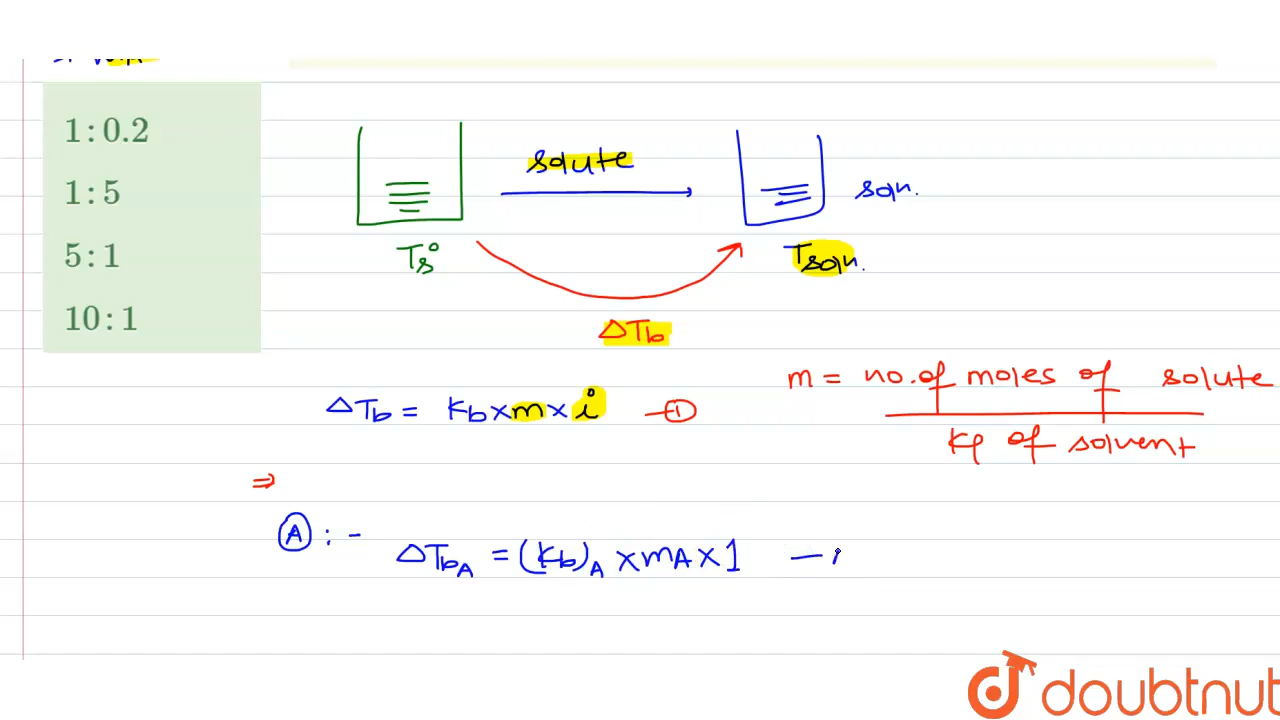 1 : 0.2
1 : 5
5 : 1
10 : 1
solute
soln.
Ts°
Tsoln.
ΔTb
m = no. of moles of solute
kg of solvent
ΔTb = Kb × m × i —①
⇒
Ⓐ : -
ΔTbA = (Kb)A × mA × 1 — i
doubtnut